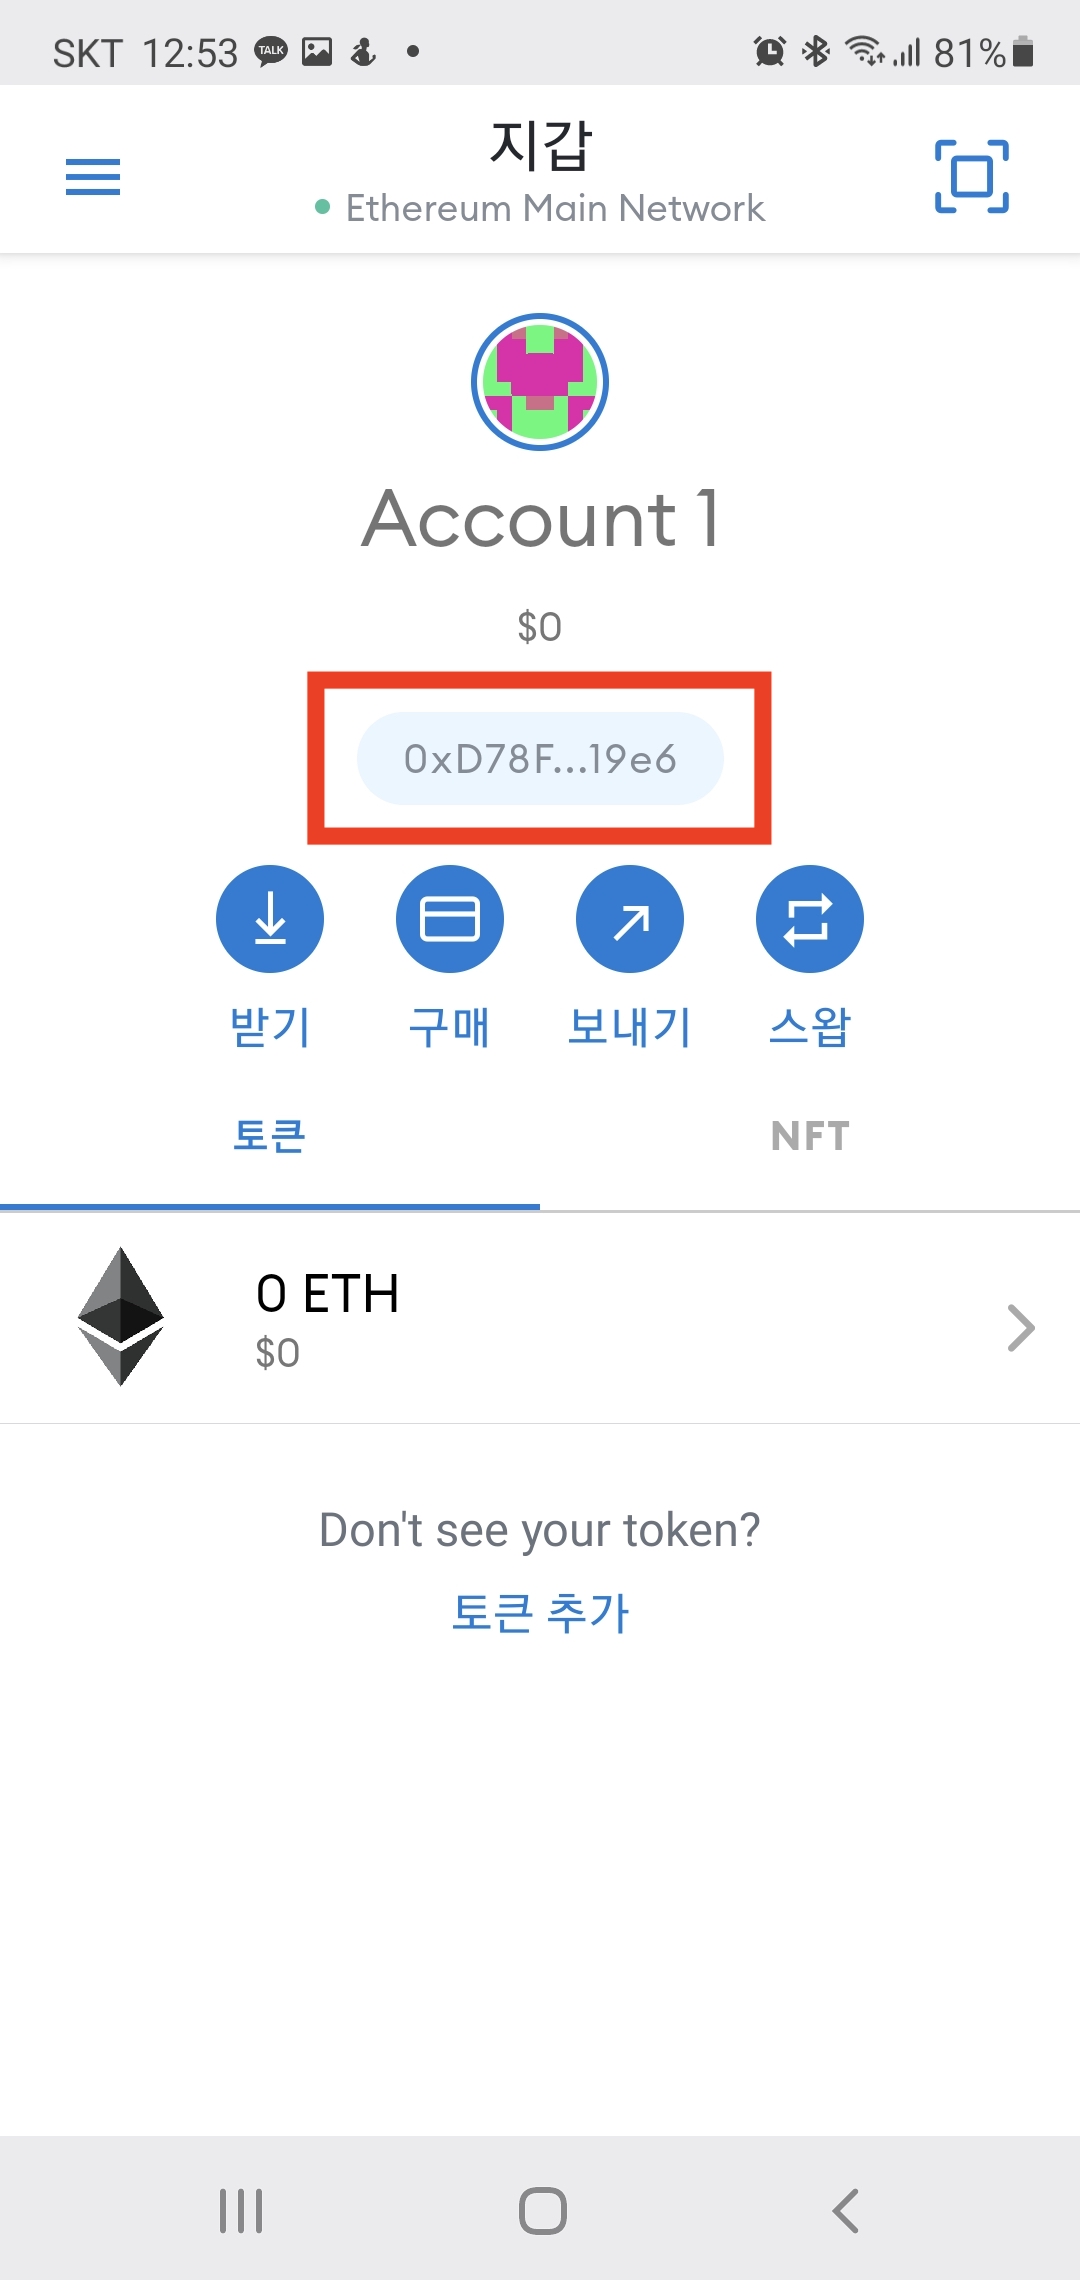 SKT 12:53 TALK 81%
지갑
Ethereum Main Network
Account 1
$0
0xD78F...19e6
받기 구매 보내기 스왑
토큰 NFT
0 ETH
$0
Don't see your token?
토큰 추가